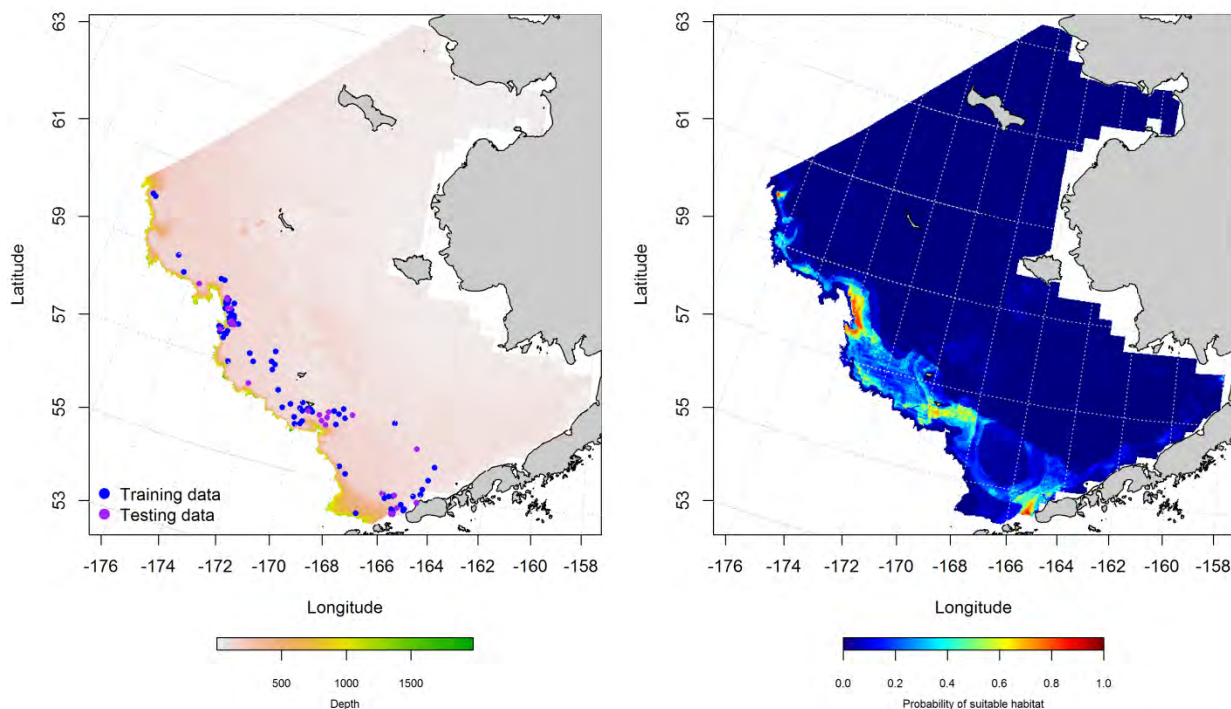 63
61
59
57
55
53
Latitude
Training data
Testing data
-176 -174 -172 -170 -168 -166 -164 -162 -160 -158
Longitude
500 1000 1500
Depth
63
61
59
57
55
53
Latitude
-176 -174 -172 -170 -168 -166 -164 -162 -160 -158
Longitude
0.0 0.2 0.4 0.6 0.8 1.0
Probability of suitable habitat